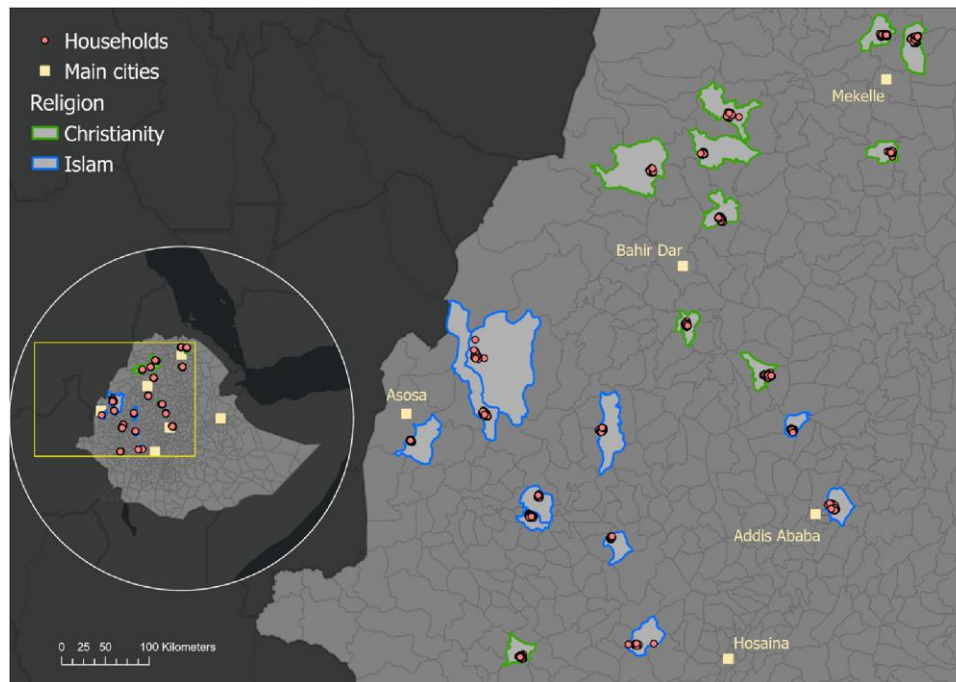 Households
Main cities
Religion
Christianity
Islam
Mekelle
Bahir Dar
Asosa
Addis Ababa
Hosaina
0 25 50 100 Kilometers